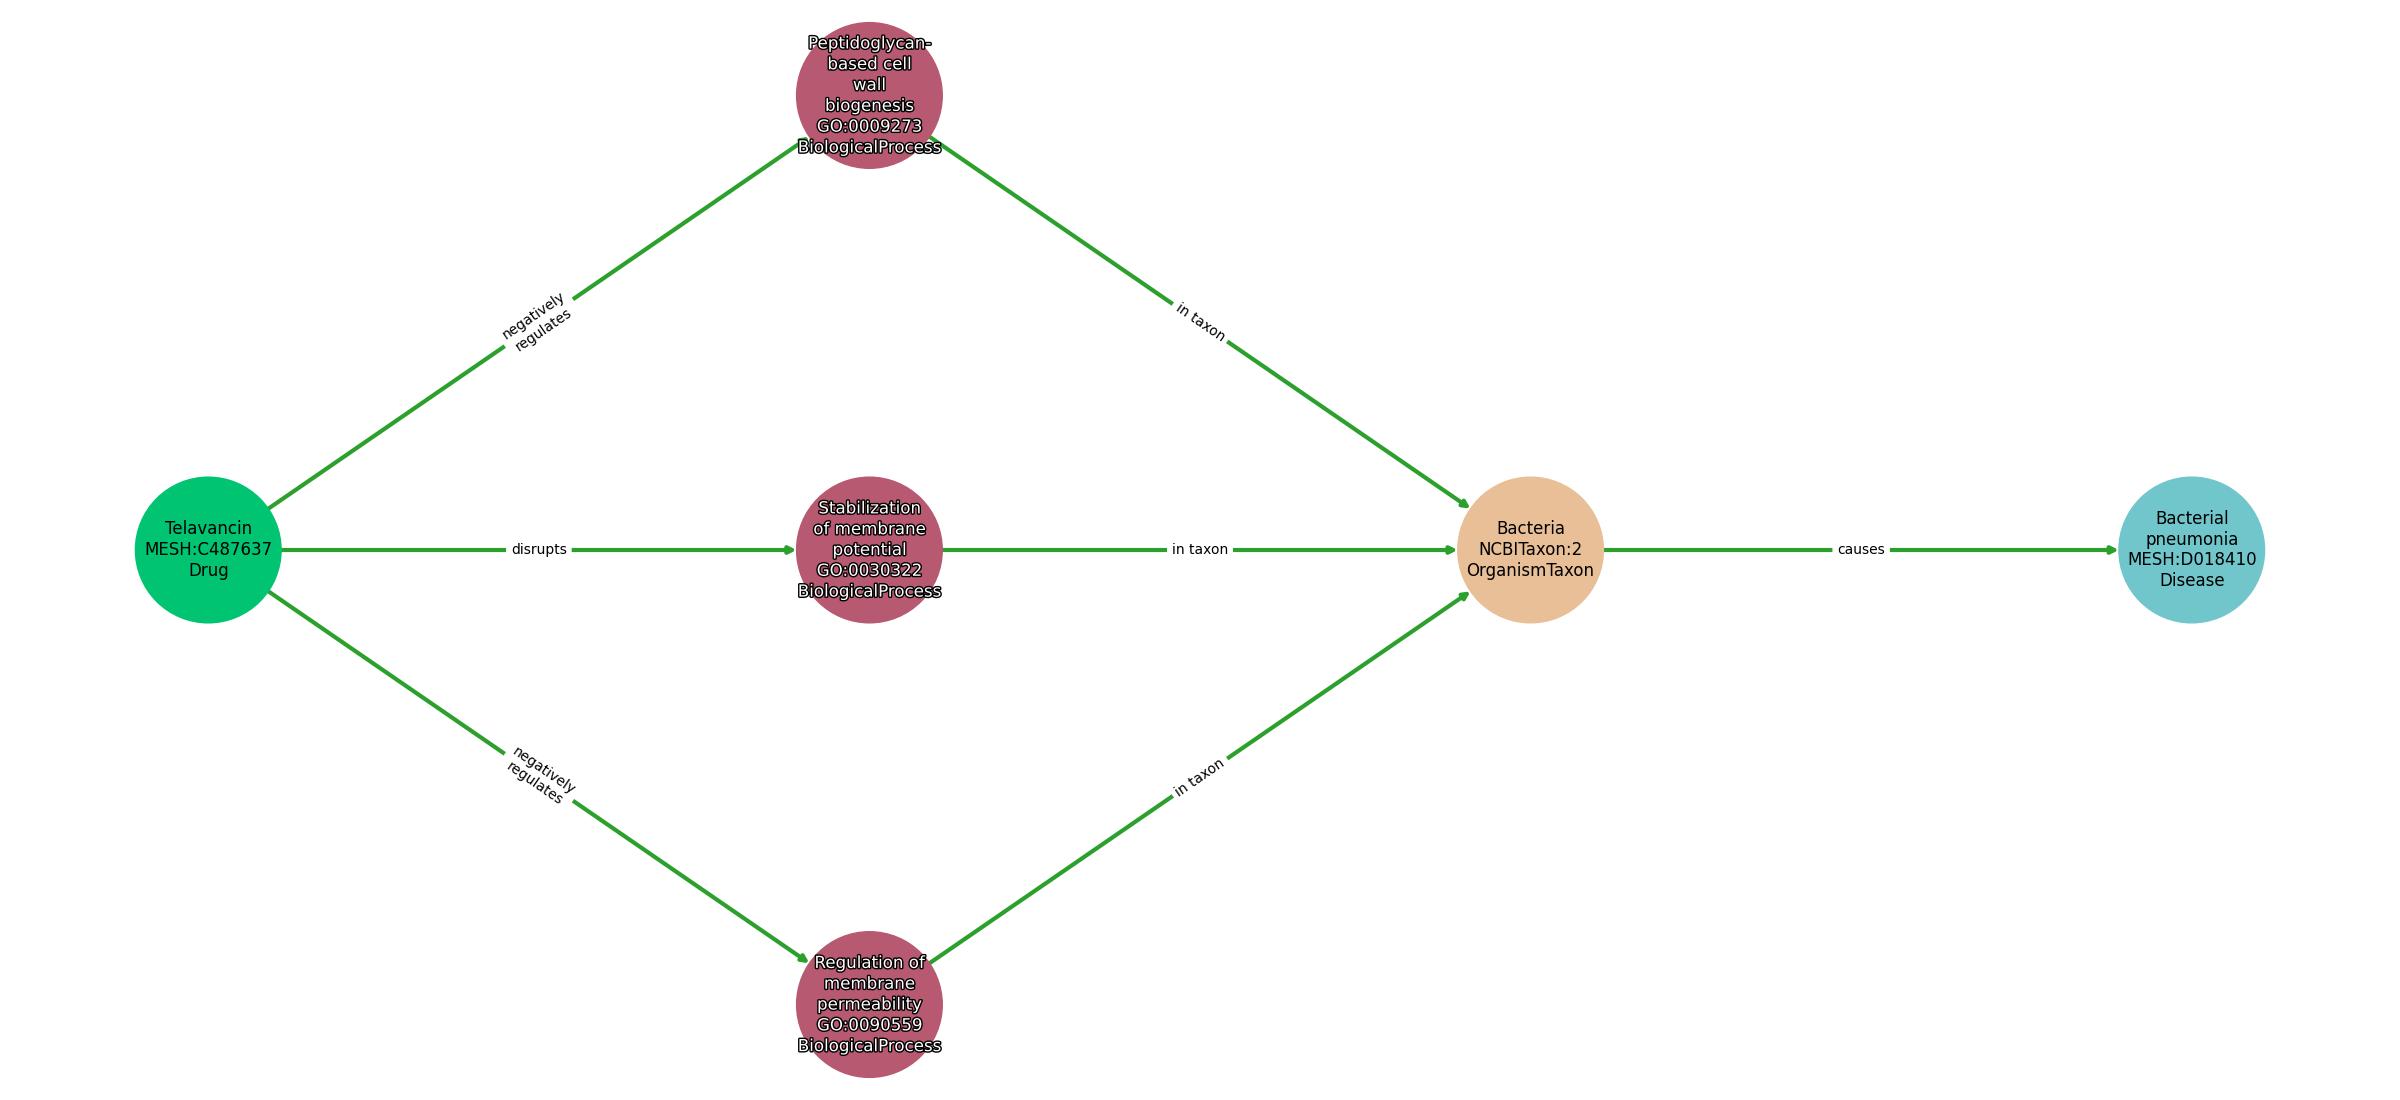 Peptidoglycan-
based cell
wall
biogenesis
GO:0009273
BiologicalProcess
negatively
regulates
in taxon
Telavancin
MESH:C487637
Drug
disrupts
Stabilization
of membrane
potential
GO:0030322
BiologicalProcess
in taxon
Bacteria
NCBITaxon:2
OrganismTaxon
causes
Bacterial
pneumonia
MESH:D018410
Disease
negatively
regulates
in taxon
Regulation of
membrane
permeability
GO:0090559
BiologicalProcess